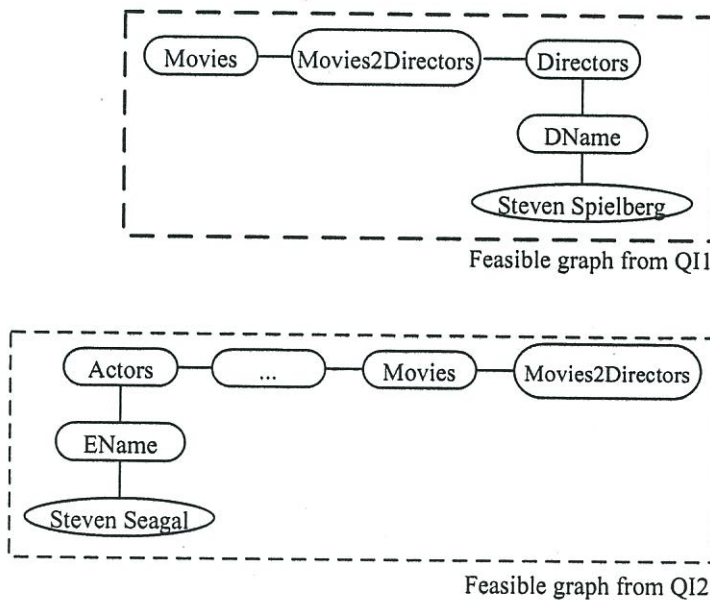 Movies Movies2Directors Directors
DName
Steven Spielberg
Feasible graph from QI1
Actors ... Movies Movies2Directors
EName
Steven Seagal
Feasible graph from QI2